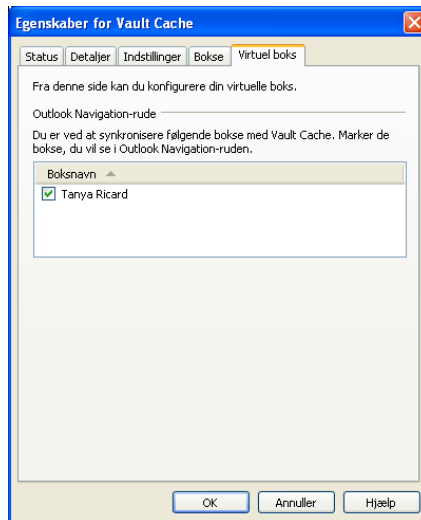 Egenskaber for Vault Cache
Status Detaljer Indstillinger Bokse Virtuel boks
Fra denne side kan du konfigurere din virtuelle boks.
Outlook Navigation-rude
Du er ved at synkronisere følgende bokse med Vault Cache. Marker de
bokse, du vil se i Outlook Navigation-ruden.
Boksnavn
Tanya Ricard
OK Annuller Hjælp